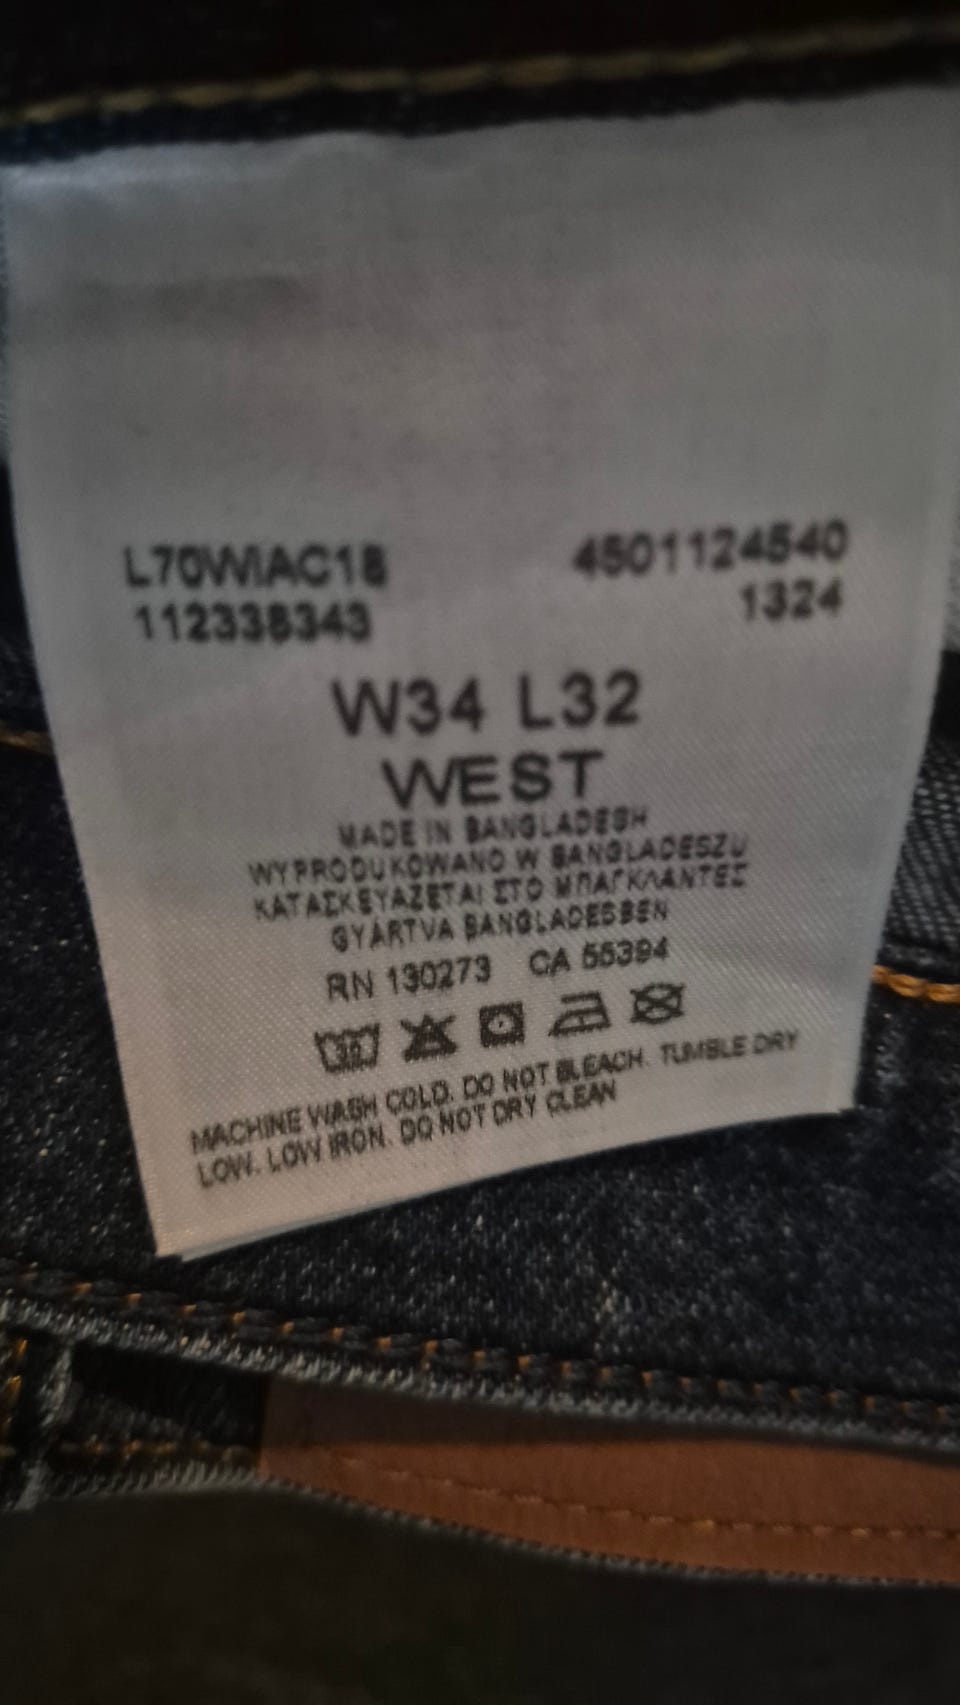 L70WIAC18 4501124540
112338343 1324
W34 L32
WEST
MADE IN BANGLADESH
WYPRODUKOWANO W BANGLADESZU
ΚΑΤΑΣΚΕΥΑΖΕΤΑΙ ΣΤΟ ΜΠΑΓΚΛΑΝΤΕΣ
GYÁRTVA BANGLADESBEN
RN 130273 CA 55394
30
MACHINE WASH COLD. DO NOT BLEACH. TUMBLE DRY
LOW. LOW IRON. DO NOT DRY CLEAN